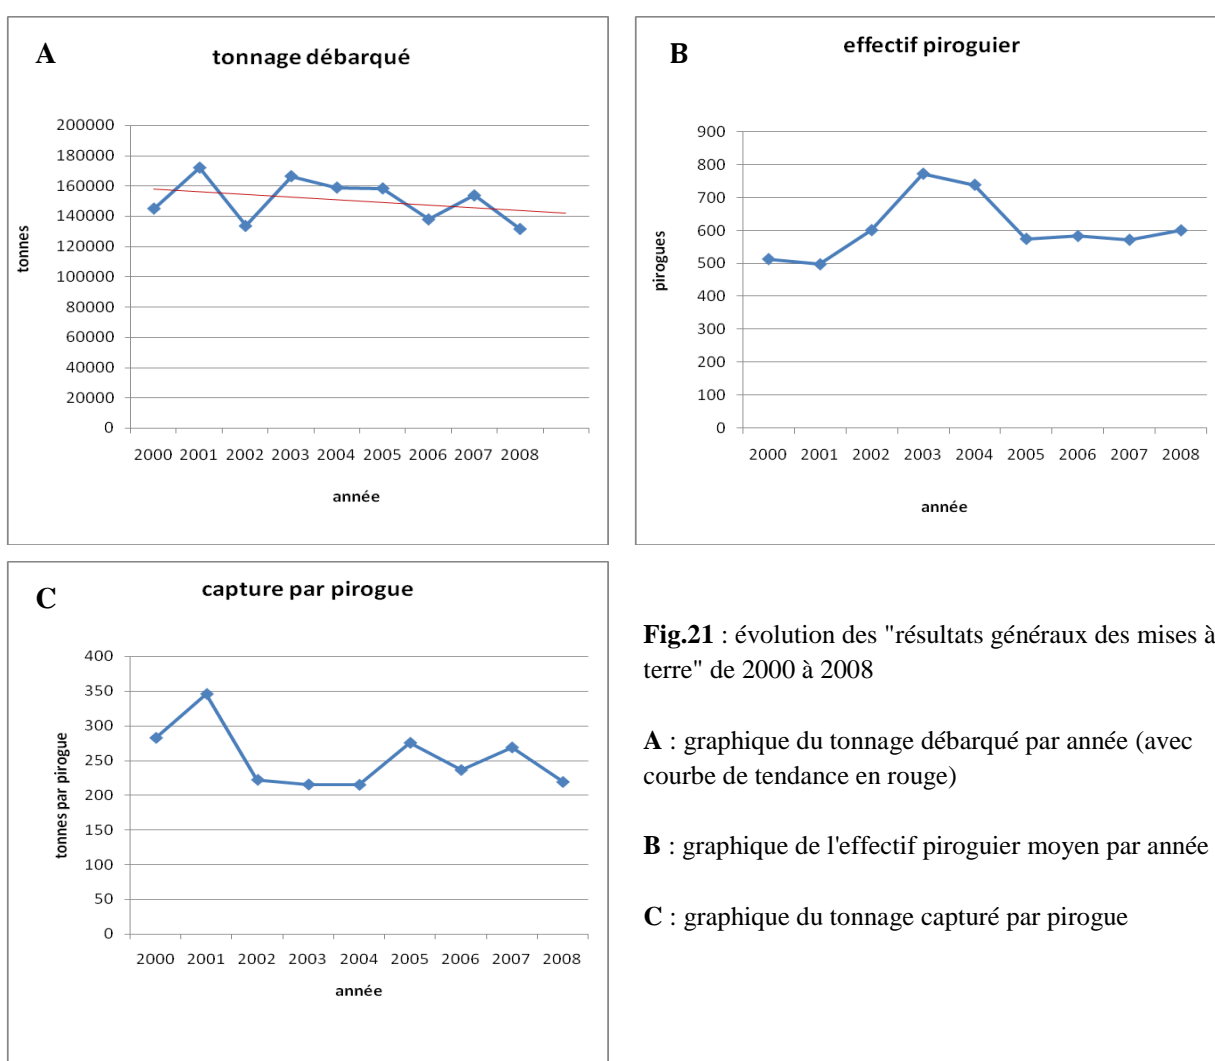 A
tonnage débarqué
tonnes
200000
180000
160000
140000
120000
100000
80000
60000
40000
20000
0
2000 2001 2002 2003 2004 2005 2006 2007 2008
année
B
effectif piroguier
pirogues
900
800
700
600
500
400
300
200
100
0
2000 2001 2002 2003 2004 2005 2006 2007 2008
année
C
capture par pirogue
tonnes par pirogue
400
350
300
250
200
150
100
50
0
2000 2001 2002 2003 2004 2005 2006 2007 2008
année
Fig.21 : évolution des "résultats généraux des mises à
terre" de 2000 à 2008
A : graphique du tonnage débarqué par année (avec
courbe de tendance en rouge)
B : graphique de l'effectif piroguier moyen par année
C : graphique du tonnage capturé par pirogue